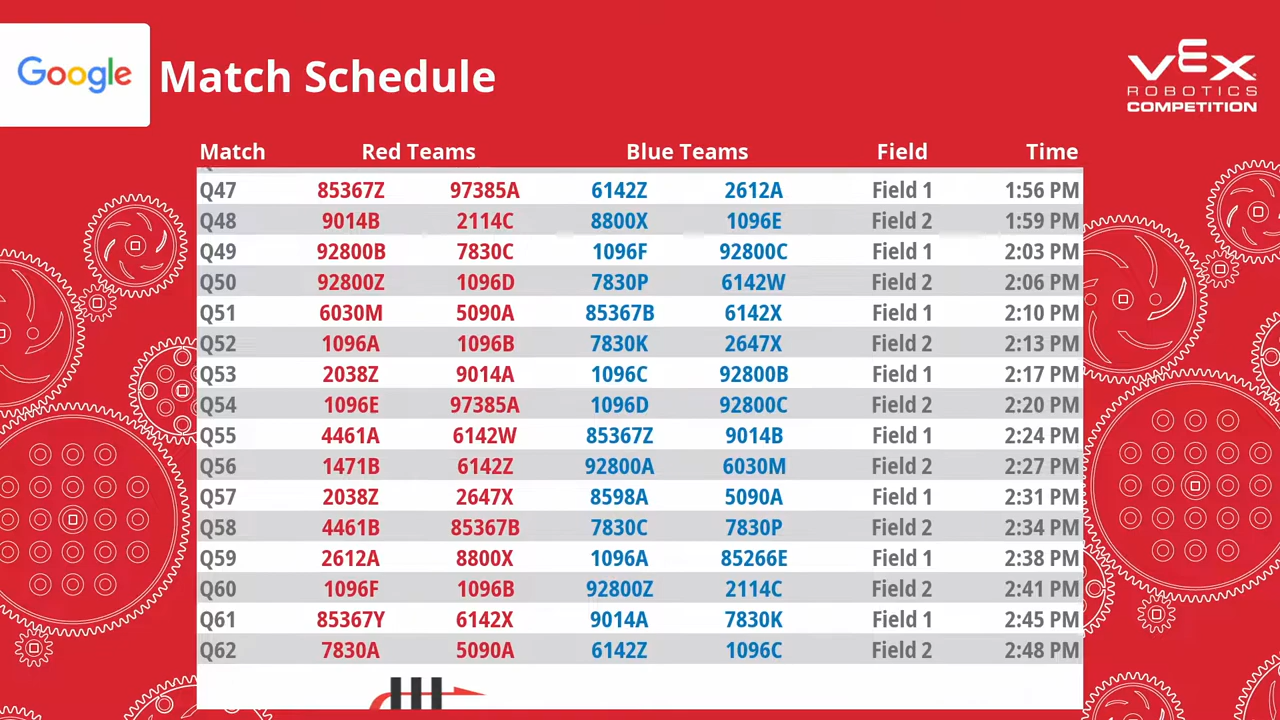 Google Match Schedule
VEX
ROBOTICS
COMPETITION
Match Red Teams Blue Teams Field Time
Q47 85367Z 97385A 6142Z 2612A Field 1 1:56 PM
Q48 9014B 2114C 8800X 1096E Field 2 1:59 PM
Q49 92800B 7830C 1096F 92800C Field 1 2:03 PM
Q50 92800Z 1096D 7830P 6142W Field 2 2:06 PM
Q51 6030M 5090A 85367B 6142X Field 1 2:10 PM
Q52 1096A 1096B 7830K 2647X Field 2 2:13 PM
Q53 2038Z 9014A 1096C 92800B Field 1 2:17 PM
Q54 1096E 97385A 1096D 92800C Field 2 2:20 PM
Q55 4461A 6142W 85367Z 9014B Field 1 2:24 PM
Q56 1471B 6142Z 92800A 6030M Field 2 2:27 PM
Q57 2038Z 2647X 8598A 5090A Field 1 2:31 PM
Q58 4461B 85367B 7830C 7830P Field 2 2:34 PM
Q59 2612A 8800X 1096A 85266E Field 1 2:38 PM
Q60 1096F 1096B 92800Z 2114C Field 2 2:41 PM
Q61 85367Y 6142X 9014A 7830K Field 1 2:45 PM
Q62 7830A 5090A 6142Z 1096C Field 2 2:48 PM